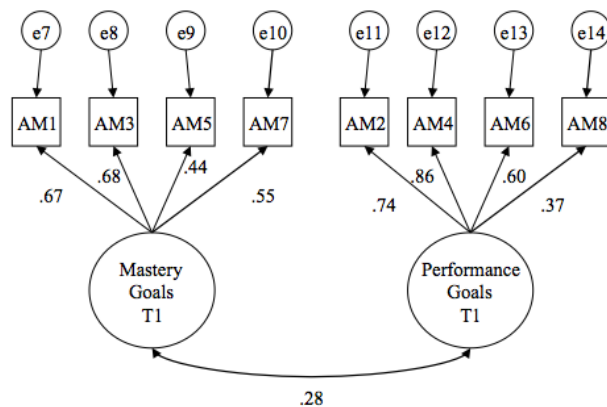 e7 e8 e9 e10 e11 e12 e13 e14
AM1 AM3 AM5 AM7 AM2 AM4 AM6 AM8
.67 .68 .44 .55 .74 .86 .60 .37
Mastery
Goals
T1
Performance
Goals
T1
.28